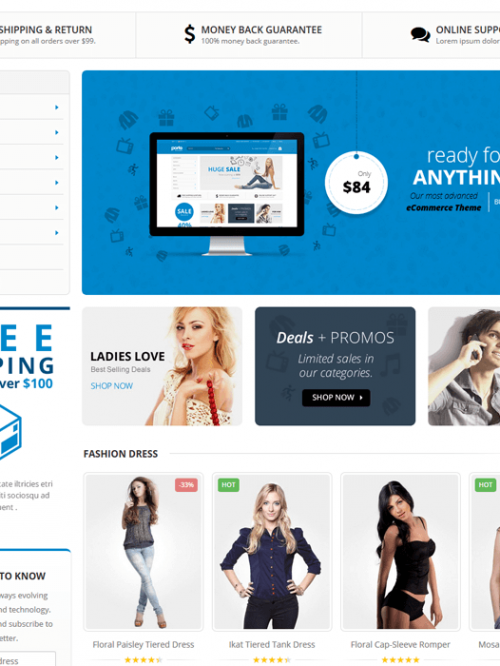 SHIPPING & RETURN
pping on all orders over $99.
MONEY BACK GUARANTEE
100% money back guarantee.
ONLINE SUPPO
Lorem ipsum dolor
porto
HUGE SALE
SALE
40%
Only
$84
ready fo
ANYTHIN
Our most advanced
eCommerce Theme
E E
PING
ver $100
LADIES LOVE
Best Selling Deals
SHOP NOW
Deals + PROMOS
Limited sales in
our categories.
SHOP NOW
tate iltricies etri
iti sociosqu ad
ent .
FASHION DRESS
-33%
HOT
HOT
Floral Paisley Tiered Dress
Ikat Tiered Tank Dress
Floral Cap-Sleeve Romper
Mosa
TO KNOW
ways evolving
nd technology.
nd subscribe to
etter.
dress